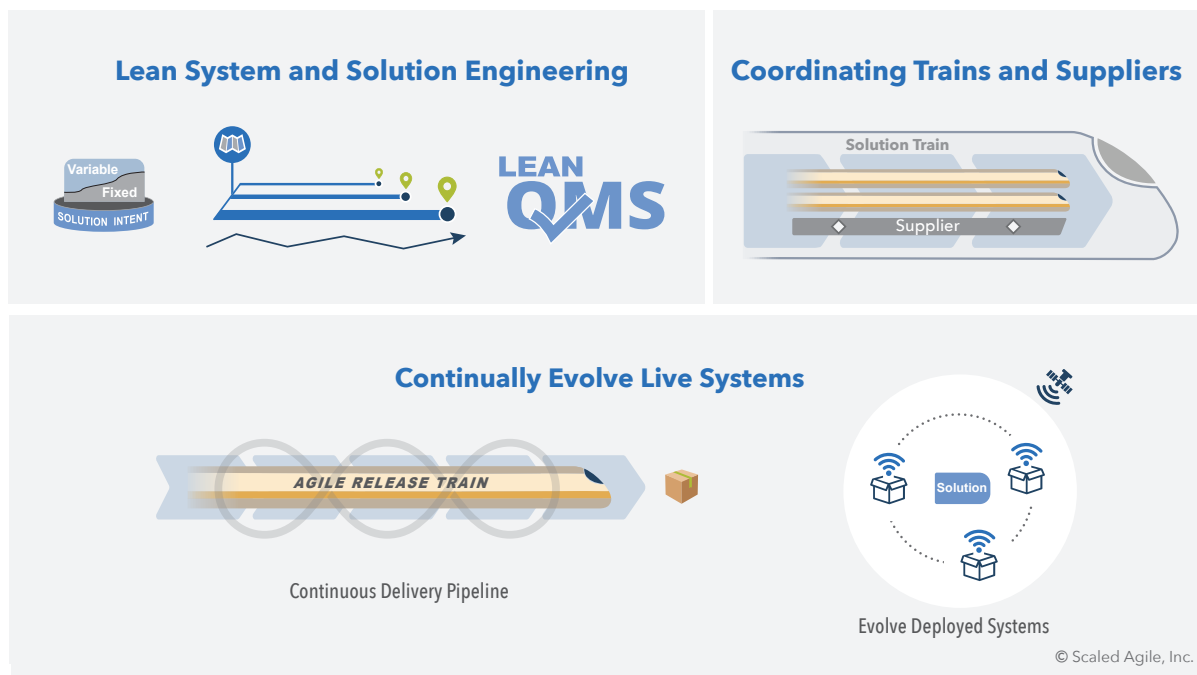 Lean System and Solution Engineering
Variable
Fixed
SOLUTION INTENT
LEAN
QMS
Coordinating Trains and Suppliers
Solution Train
Supplier
Continually Evolve Live Systems
AGILE RELEASE TRAIN
Continuous Delivery Pipeline
Solution
Evolve Deployed Systems
© Scaled Agile, Inc.